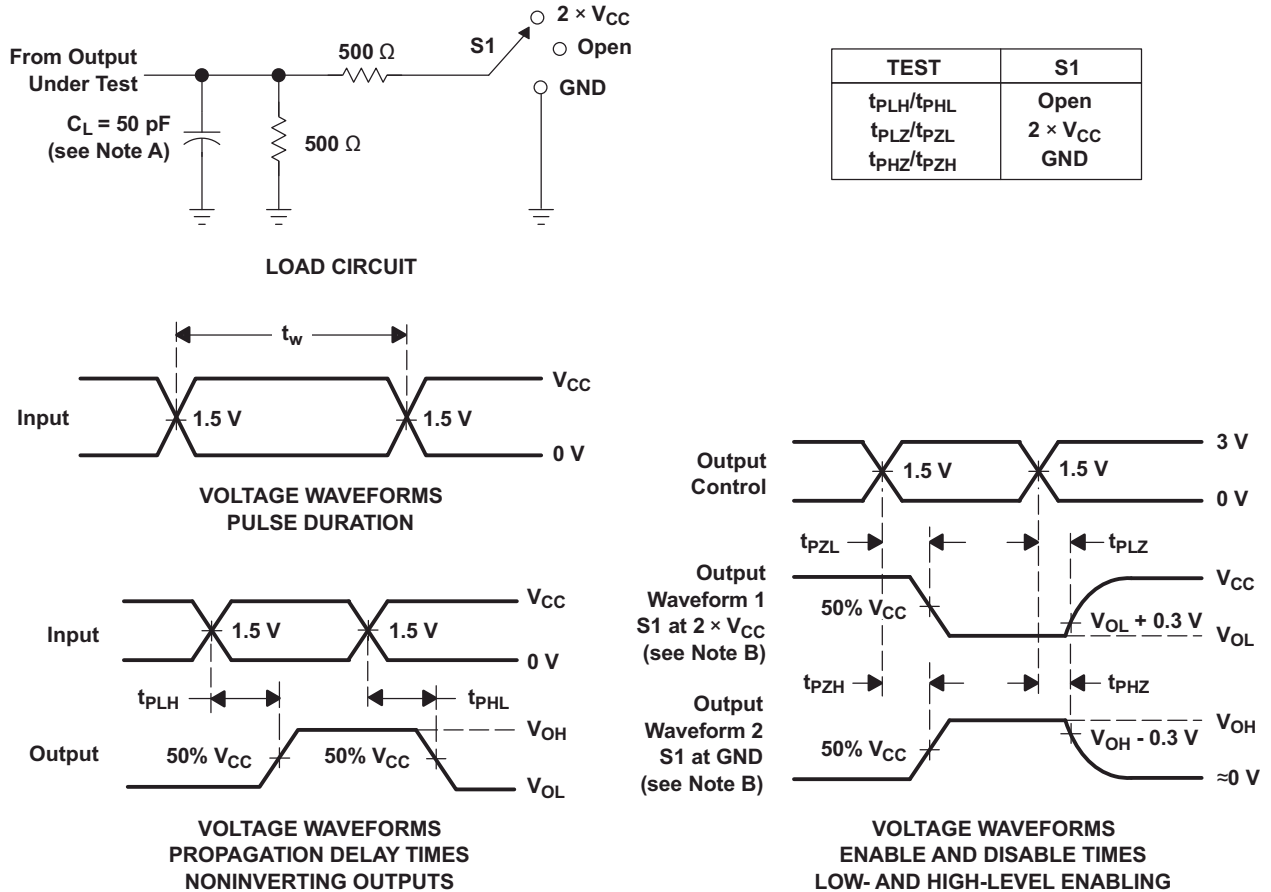 2 × VCC
S1
Open
GND
From Output
Under Test
500 Ω
CL = 50 pF
(see Note A)
500 Ω
LOAD CIRCUIT
TEST S1
tPLH/tPHL Open
tPLZ/tPZL 2 × VCC
tPHZ/tPZH GND
tw
Input
VCC
1.5 V 1.5 V
0 V
VOLTAGE WAVEFORMS
PULSE DURATION
Input
VCC
1.5 V 1.5 V
0 V
tPLH tPHL
Output
VOH
50% VCC 50% VCC
VOL
VOLTAGE WAVEFORMS
PROPAGATION DELAY TIMES
NONINVERTING OUTPUTS
Output
Control
3 V
1.5 V 1.5 V
0 V
tPZL tPLZ
Output
Waveform 1
S1 at 2 × VCC
(see Note B)
VCC
50% VCC
VOL + 0.3 V
VOL
tPZH tPHZ
Output
Waveform 2
S1 at GND
(see Note B)
VOH
50% VCC
VOH - 0.3 V
≈0 V
VOLTAGE WAVEFORMS
ENABLE AND DISABLE TIMES
LOW- AND HIGH-LEVEL ENABLING